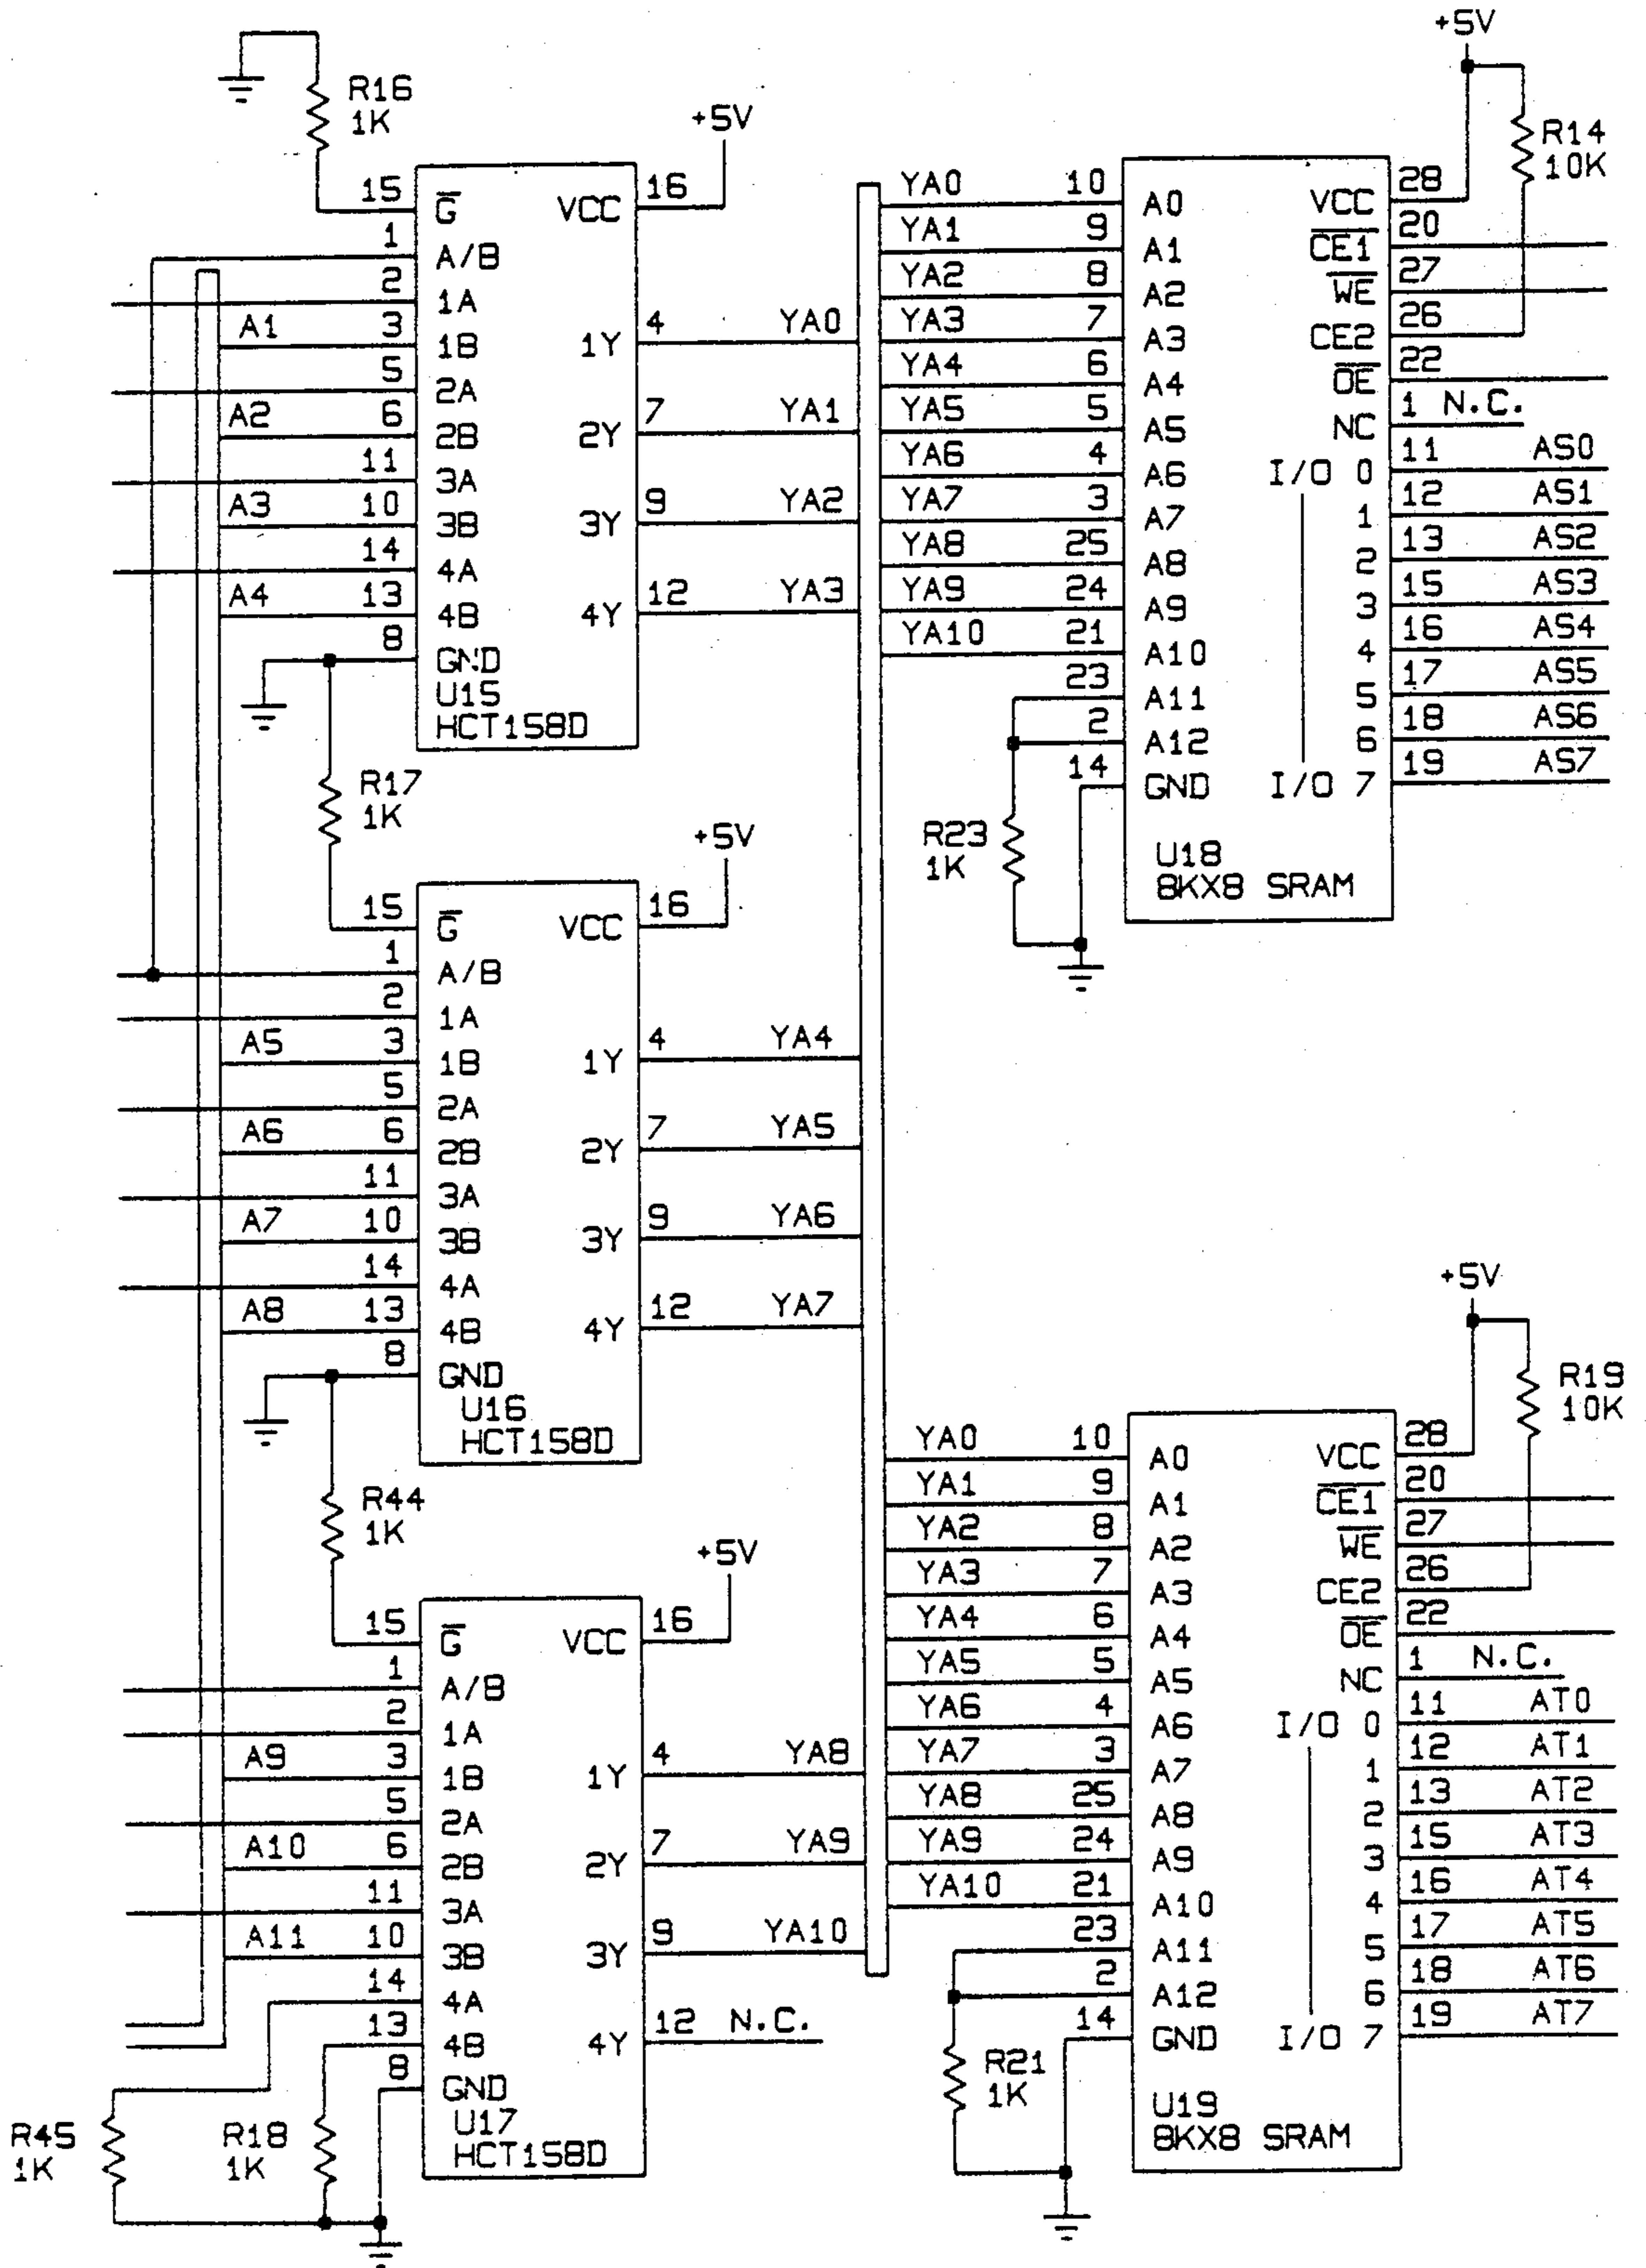 R16
1K
+5V
15 G̅ VCC 16
1 A/B
2 1A
A1 3 1B 1Y 4 YA0
5 2A
A2 6 2B 2Y 7 YA1
11 3A
A3 10 3B 3Y 9 YA2
14 4A
A4 13 4B 4Y 12 YA3
8 GND
U15
HCT158D
R17
1K
+5V
15 G̅ VCC 16
1 A/B
2 1A
A5 3 1B 1Y 4 YA4
5 2A
A6 6 2B 2Y 7 YA5
11 3A
A7 10 3B 3Y 9 YA6
14 4A
A8 13 4B 4Y 12 YA7
8 GND
U16
HCT158D
R44
1K
+5V
15 G̅ VCC 16
1 A/B
2 1A
A9 3 1B 1Y 4 YA8
5 2A
A10 6 2B 2Y 7 YA9
11 3A
A11 10 3B 3Y 9 YA10
14 4A
13 4B 4Y 12 N.C.
8 GND
U17
HCT158D
R45
1K
R18
1K
+5V
R14
10K
YA0 10 A0 VCC 28
YA1 9 A1 C̅E̅1̅ 20
YA2 8 A2 W̅E̅ 27
YA3 7 A3 CE2 26
YA4 6 A4 O̅E̅ 22
YA5 5 A5 NC 1 N.C.
YA6 4 A6 I/O 0 11 AS0
YA7 3 A7 1 12 AS1
YA8 25 A8 2 13 AS2
YA9 24 A9 3 15 AS3
YA10 21 A10 4 16 AS4
23 A11 5 17 AS5
2 A12 6 18 AS6
14 GND I/O 7 19 AS7
R23
1K
U18
8KX8 SRAM
+5V
R19
10K
YA0 10 A0 VCC 28
YA1 9 A1 C̅E̅1̅ 20
YA2 8 A2 W̅E̅ 27
YA3 7 A3 CE2 26
YA4 6 A4 O̅E̅ 22
YA5 5 A5 NC 1 N.C.
YA6 4 A6 I/O 0 11 AT0
YA7 3 A7 1 12 AT1
YA8 25 A8 2 13 AT2
YA9 24 A9 3 15 AT3
YA10 21 A10 4 16 AT4
23 A11 5 17 AT5
2 A12 6 18 AT6
14 GND I/O 7 19 AT7
R21
1K
U19
8KX8 SRAM